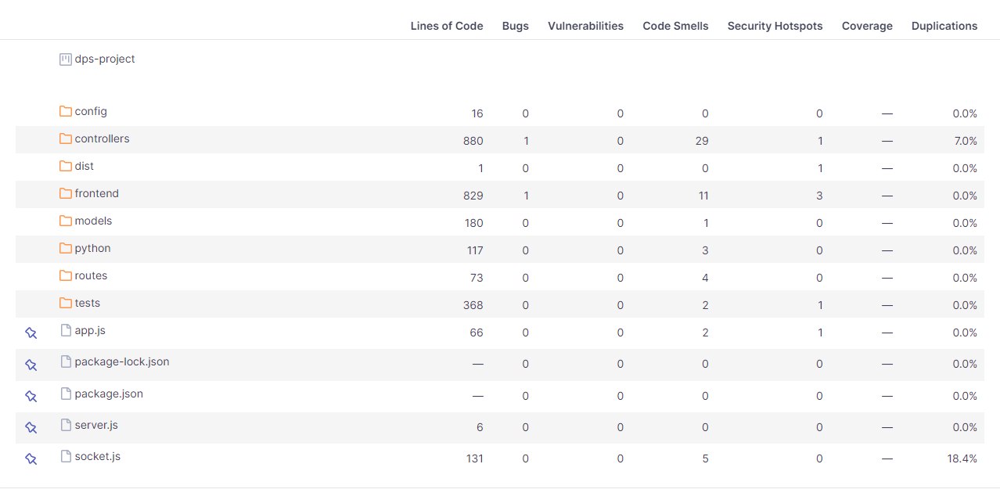 Lines of Code Bugs Vulnerabilities Code Smells Security Hotspots Coverage Duplications
dps-project
config 16 0 0 0 0 — 0.0%
controllers 880 1 0 29 1 — 7.0%
dist 1 0 0 0 1 — 0.0%
frontend 829 1 0 11 3 — 0.0%
models 180 0 0 1 0 — 0.0%
python 117 0 0 3 0 — 0.0%
routes 73 0 0 4 0 — 0.0%
tests 368 0 0 2 1 — 0.0%
app.js 66 0 0 2 1 — 0.0%
package-lock.json — 0 0 0 0 — 0.0%
package.json — 0 0 0 0 — 0.0%
server.js 6 0 0 0 0 — 0.0%
socket.js 131 0 0 5 0 — 18.4%